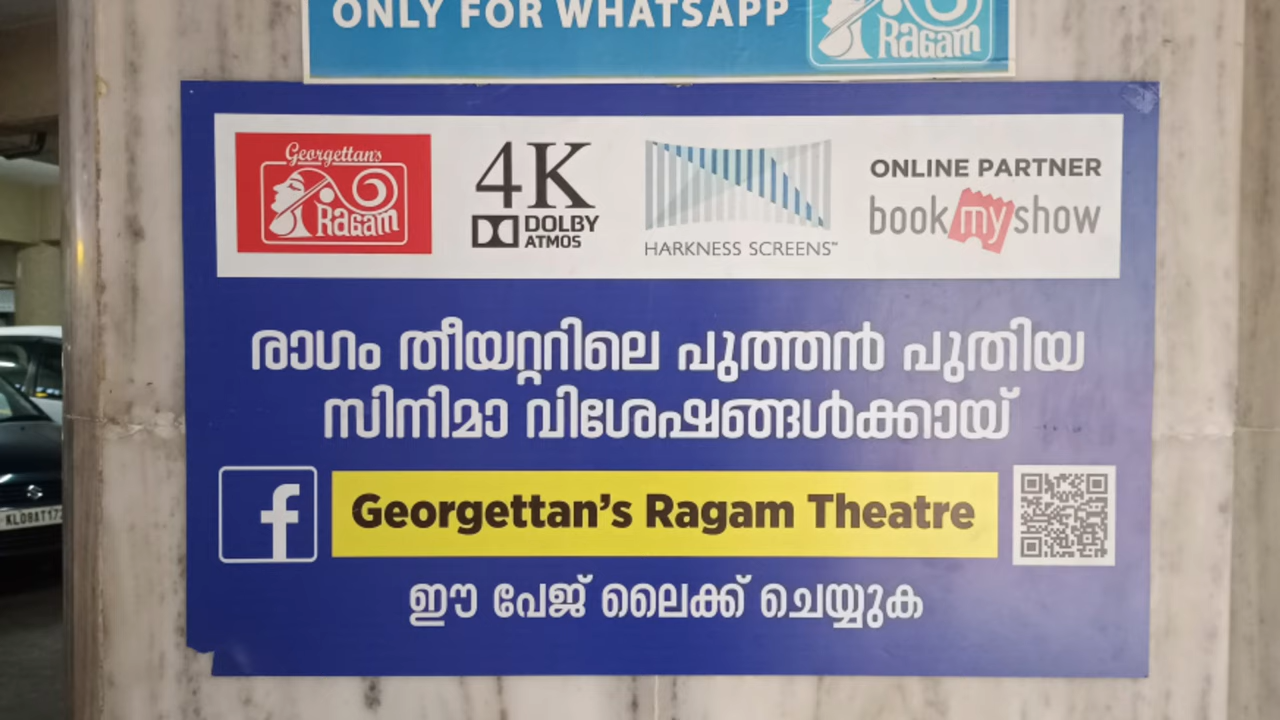 ONLY FOR WHATSAPP
Ragam
Georgettan's
Ragam
4K
DOLBY
ATMOS
HARKNESS SCREENS™
ONLINE PARTNER
bookmyshow
രാഗം തീയറ്ററിലെ പുത്തൻ പുതിയ
സിനിമാ വിശേഷങ്ങൾക്കായ്
f Georgettan's Ragam Theatre
ഈ പേജ് ലൈക്ക് ചെയ്യുക